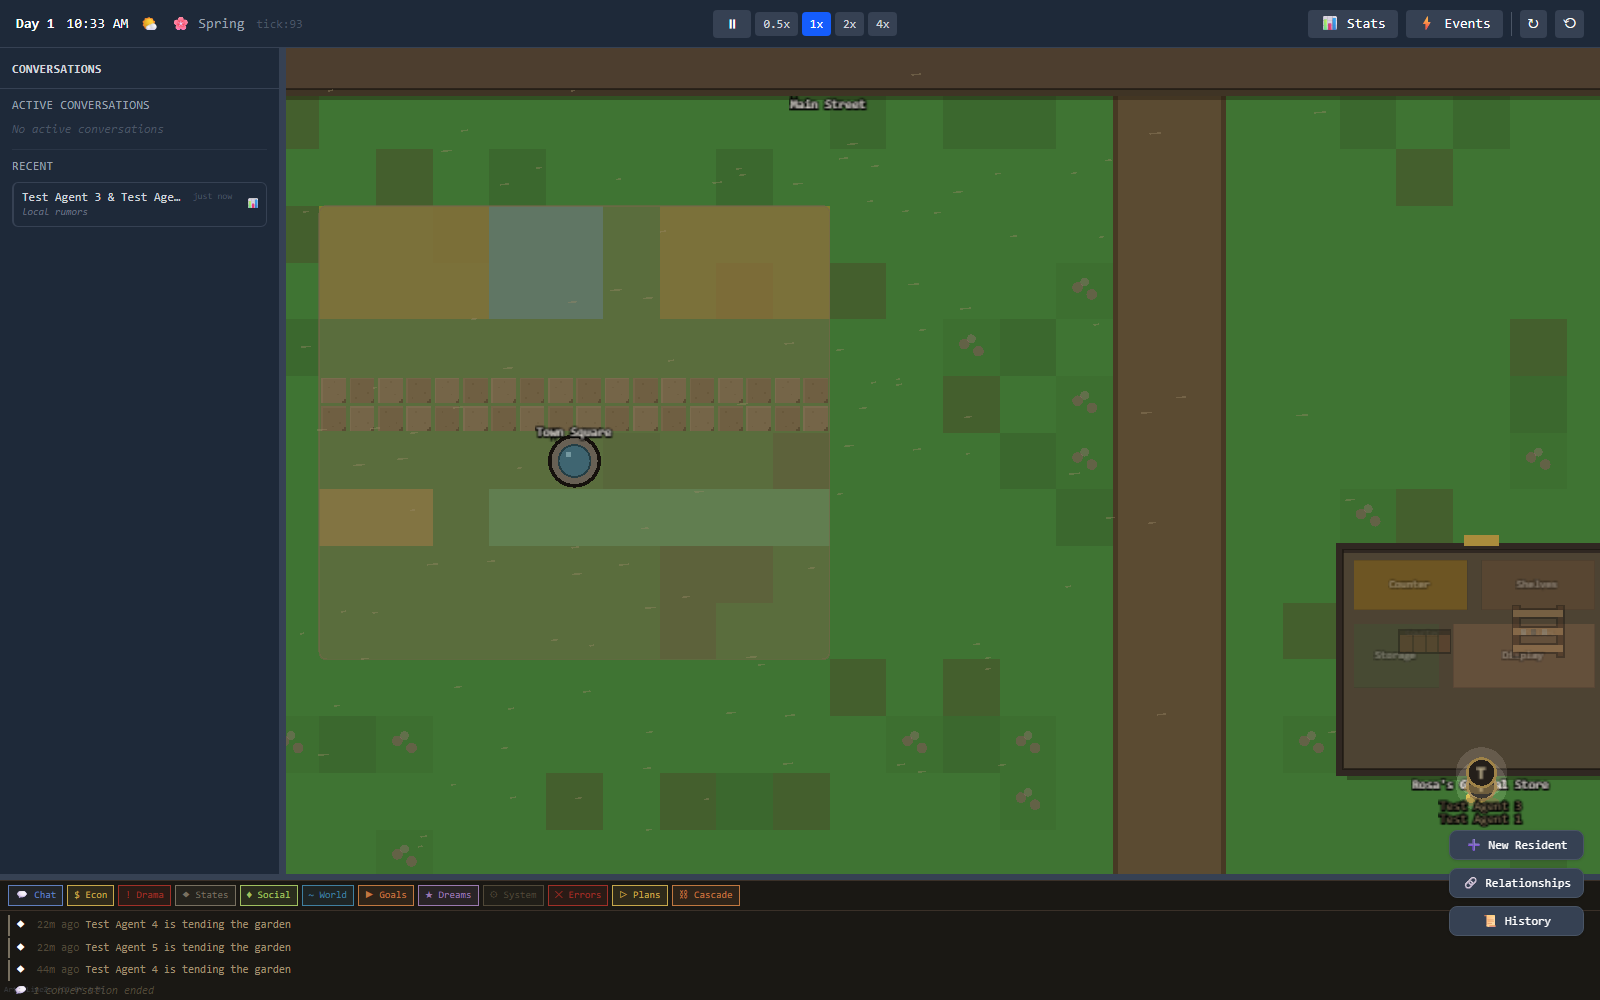 Day 1 10:33 AM Spring tick:93
0.5x 1x 2x 4x
Stats Events
CONVERSATIONS
ACTIVE CONVERSATIONS
No active conversations
RECENT
Test Agent 3 & Test Age… just now
local rumors
Main Street
Town Square
Counter Shelves
Storage Display
T
Rosa's G al Store
Test Agent 3
Test Agent 1
New Resident
Relationships
History
Chat $ Econ ! Drama States Social ~ World Goals Dreams System Errors Plans Cascade
22m ago Test Agent 4 is tending the garden
22m ago Test Agent 5 is tending the garden
44m ago Test Agent 4 is tending the garden
1 conversation ended